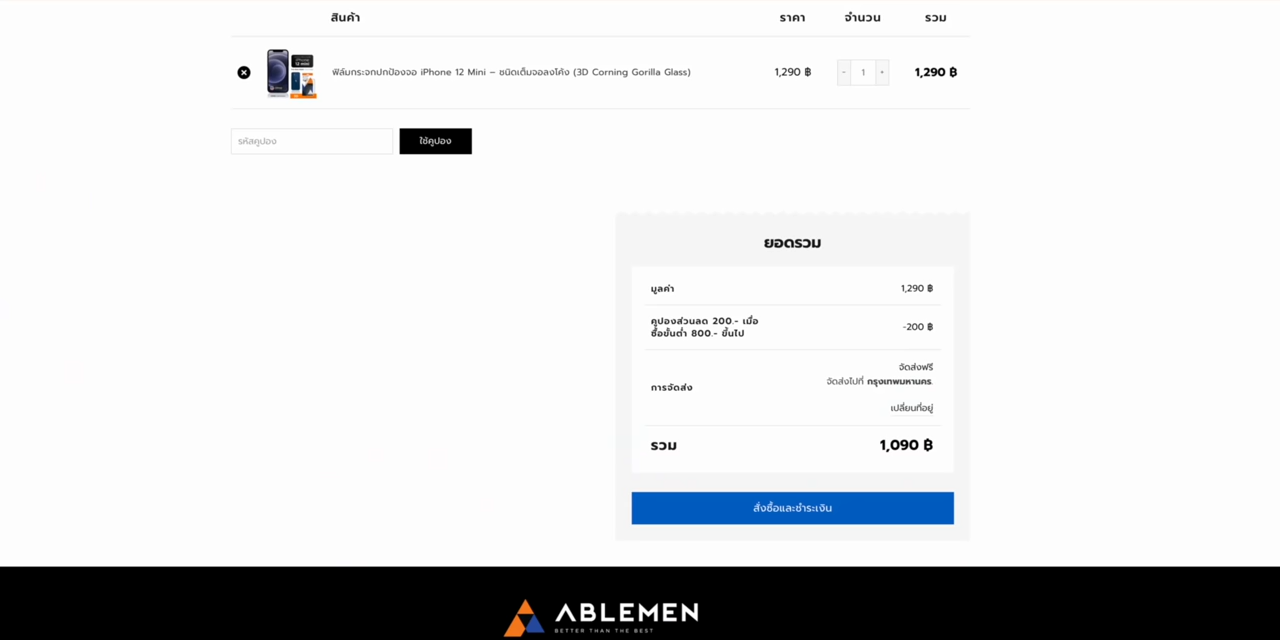 สินค้า ราคา จำนวน รวม
ฟิล์มกระจกปกป้องจอ iPhone 12 Mini – ชนิดเต็มจอลงโค้ง (3D Corning Gorilla Glass) 1,290 ฿ - 1 + 1,290 ฿
รหัสคูปอง ใช้คูปอง
ยอดรวม
มูลค่า 1,290 ฿
คูปองส่วนลด 200.- เมื่อ
ซื้อขั้นต่ำ 800.- ขึ้นไป -200 ฿
จัดส่งฟรี
การจัดส่ง จัดส่งไปที่ กรุงเทพมหานคร.
เปลี่ยนที่อยู่
รวม 1,090 ฿
สั่งซื้อและชำระเงิน
ABLEMEN
BETTER THAN THE BEST